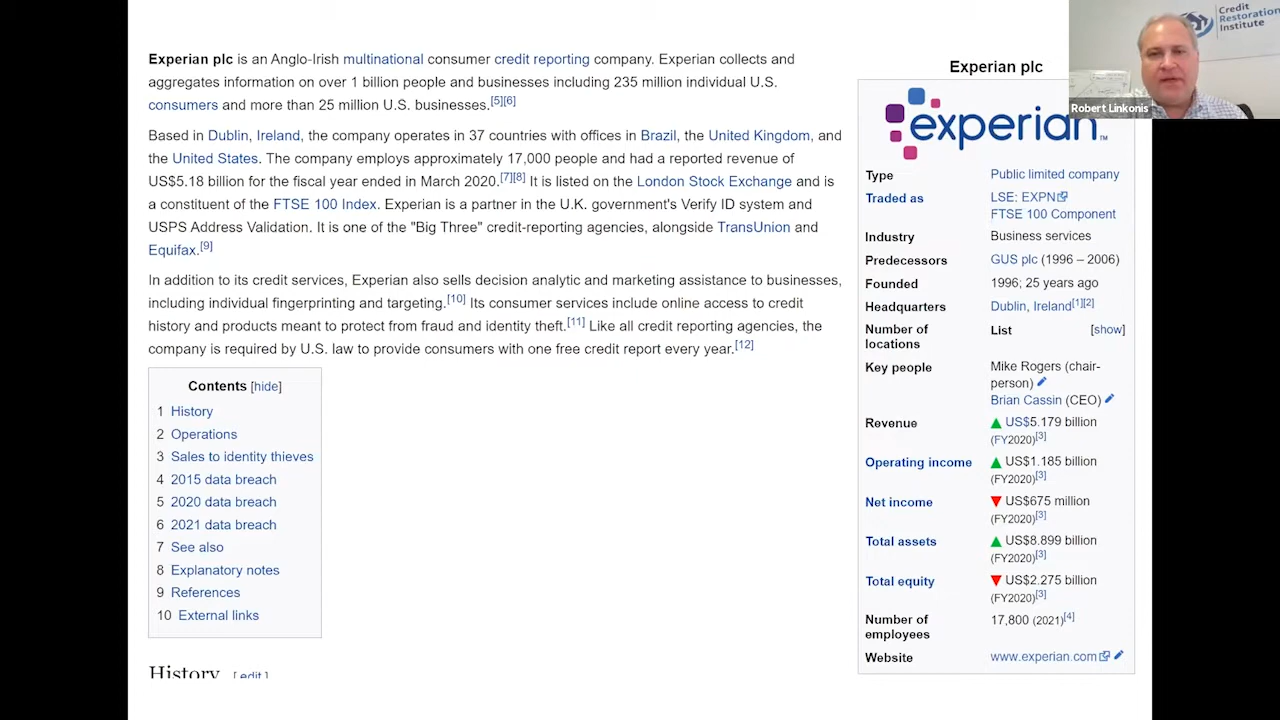 Experian plc is an Anglo-Irish multinational consumer credit reporting company. Experian collects and
aggregates information on over 1 billion people and businesses including 235 million individual U.S.
consumers and more than 25 million U.S. businesses.[5][6]
Based in Dublin, Ireland, the company operates in 37 countries with offices in Brazil, the United Kingdom, and
the United States. The company employs approximately 17,000 people and had a reported revenue of
US$5.18 billion for the fiscal year ended in March 2020.[7][8] It is listed on the London Stock Exchange and is
a constituent of the FTSE 100 Index. Experian is a partner in the U.K. government's Verify ID system and
USPS Address Validation. It is one of the "Big Three" credit-reporting agencies, alongside TransUnion and
Equifax.[9]
In addition to its credit services, Experian also sells decision analytic and marketing assistance to businesses,
including individual fingerprinting and targeting.[10] Its consumer services include online access to credit
history and products meant to protect from fraud and identity theft.[11] Like all credit reporting agencies, the
company is required by U.S. law to provide consumers with one free credit report every year.[12]
Contents [hide]
1 History
2 Operations
3 Sales to identity thieves
4 2015 data breach
5 2020 data breach
6 2021 data breach
7 See also
8 Explanatory notes
9 References
10 External links
History [ edit ]
Experian plc
experian™
Type Public limited company
Traded as LSE: EXPN
FTSE 100 Component
Industry Business services
Predecessors GUS plc (1996 – 2006)
Founded 1996; 25 years ago
Headquarters Dublin, Ireland[1][2]
Number of List [show]
locations
Key people Mike Rogers (chair-
person)
Brian Cassin (CEO)
Revenue US$5.179 billion
(FY2020)[3]
Operating income US$1.185 billion
(FY2020)[3]
Net income US$675 million
(FY2020)[3]
Total assets US$8.899 billion
(FY2020)[3]
Total equity US$2.275 billion
(FY2020)[3]
Number of 17,800 (2021)[4]
employees
Website www.experian.com
Credit
Restoration
Institute
Robert Linkonis